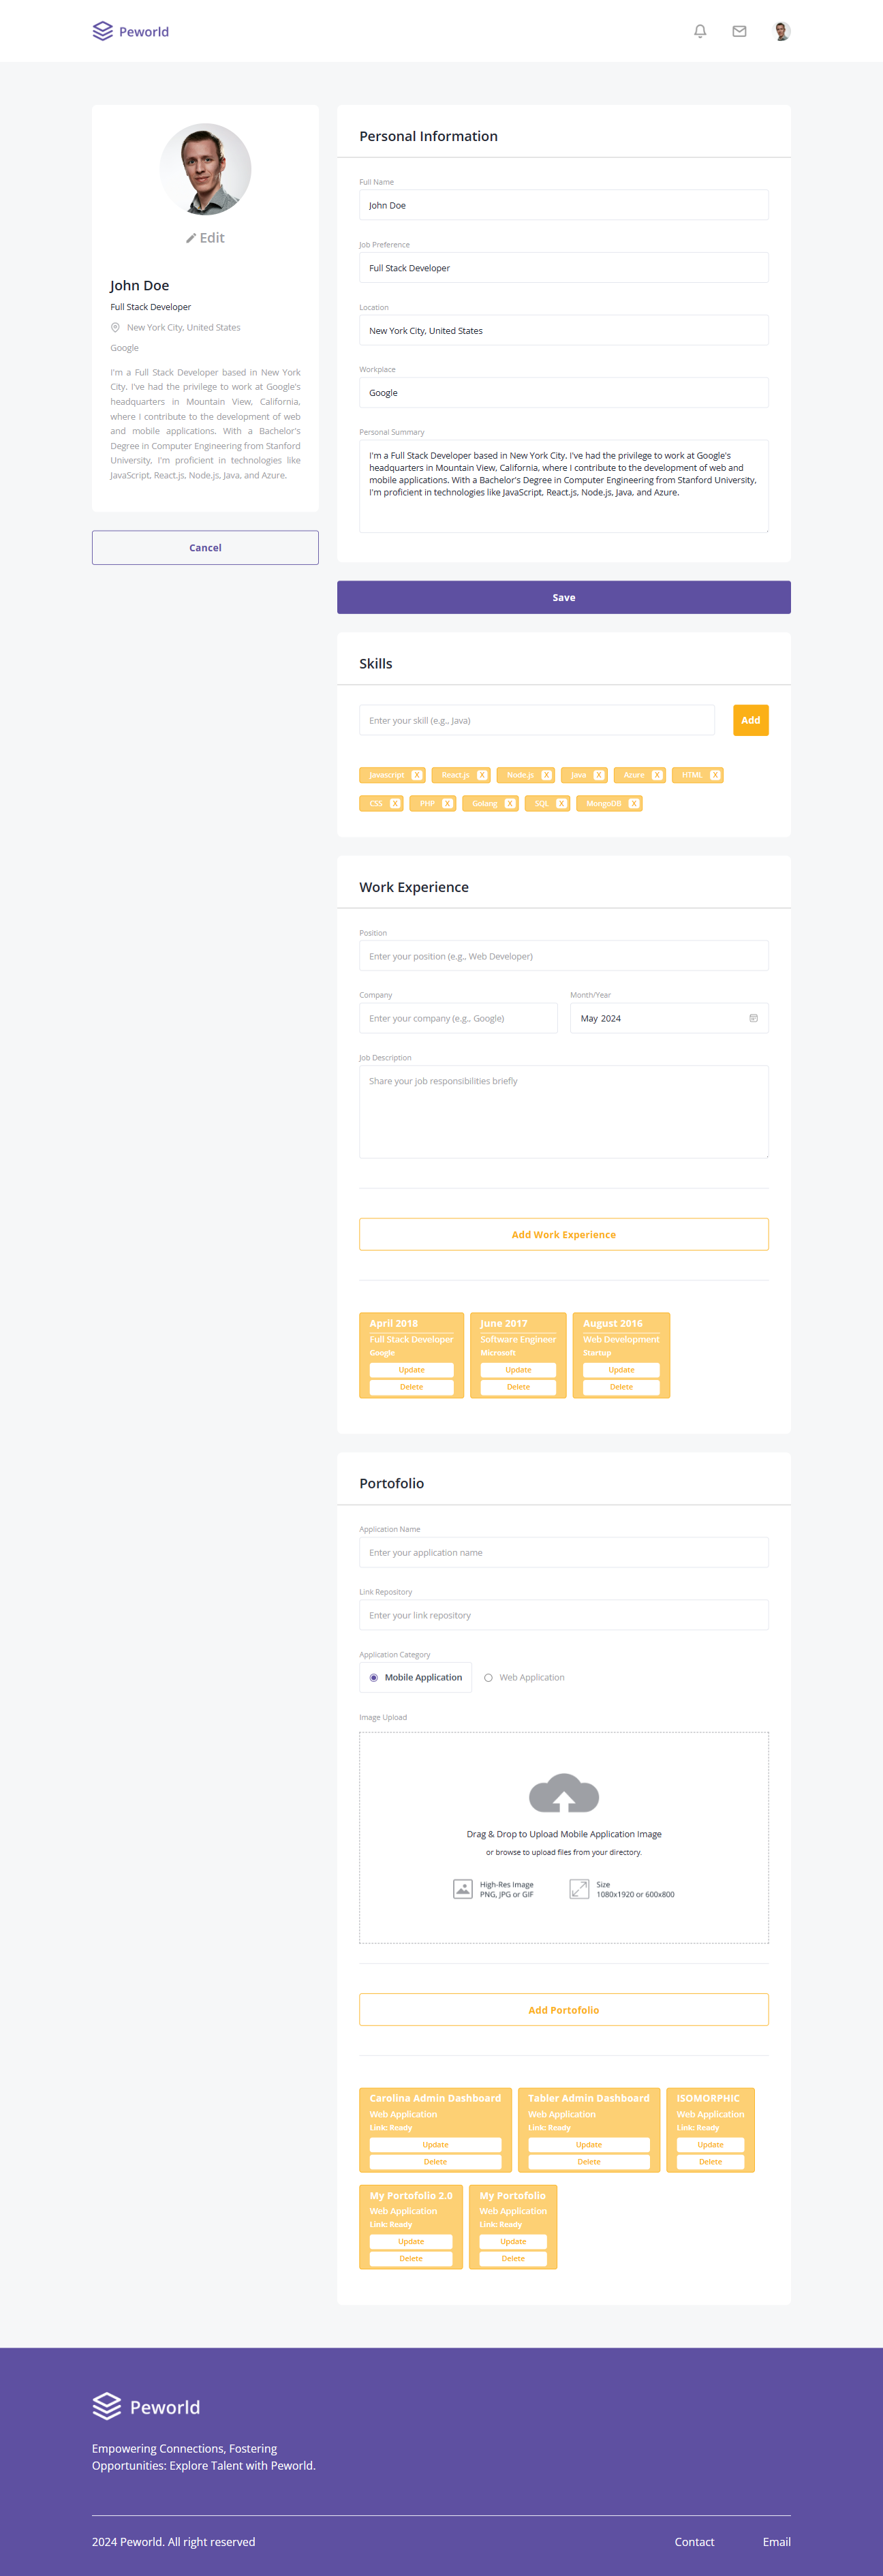 Peworld
Edit
John Doe
Full Stack Developer
New York City, United States
Google
I'm a Full Stack Developer based in New York
City. I've had the privilege to work at Google's
headquarters in Mountain View, California,
where I contribute to the development of web
and mobile applications. With a Bachelor's
Degree in Computer Engineering from Stanford
University, I'm proficient in technologies like
JavaScript, React.js, Node.js, Java, and Azure.
Cancel
Personal Information
Full Name
John Doe
Job Preference
Full Stack Developer
Location
New York City, United States
Workplace
Google
Personal Summary
I'm a Full Stack Developer based in New York City. I've had the privilege to work at Google's
headquarters in Mountain View, California, where I contribute to the development of web and
mobile applications. With a Bachelor's Degree in Computer Engineering from Stanford University,
I'm proficient in technologies like JavaScript, React.js, Node.js, Java, and Azure.
Save
Skills
Enter your skill (e.g., Java) Add
Javascript X React.js X Node.js X Java X Azure X HTML X
CSS X PHP X Golang X SQL X MongoDB X
Work Experience
Position
Enter your position (e.g., Web Developer)
Company Month/Year
Enter your company (e.g., Google) May 2024
Job Description
Share your job responsibilities briefly
Add Work Experience
April 2018 June 2017 August 2016
Full Stack Developer Software Engineer Web Development
Google Microsoft Startup
Update Update Update
Delete Delete Delete
Portofolio
Application Name
Enter your application name
Link Repository
Enter your link repository
Application Category
Mobile Application Web Application
Image Upload
Drag & Drop to Upload Mobile Application Image
or browse to upload files from your directory.
High-Res Image Size
PNG, JPG or GIF 1080x1920 or 600x800
Add Portofolio
Carolina Admin Dashboard Tabler Admin Dashboard ISOMORPHIC
Web Application Web Application Web Application
Link: Ready Link: Ready Link: Ready
Update Update Update
Delete Delete Delete
My Portofolio 2.0 My Portofolio
Web Application Web Application
Link: Ready Link: Ready
Update Update
Delete Delete
Peworld
Empowering Connections, Fostering
Opportunities: Explore Talent with Peworld.
2024 Peworld. All right reserved Contact Email